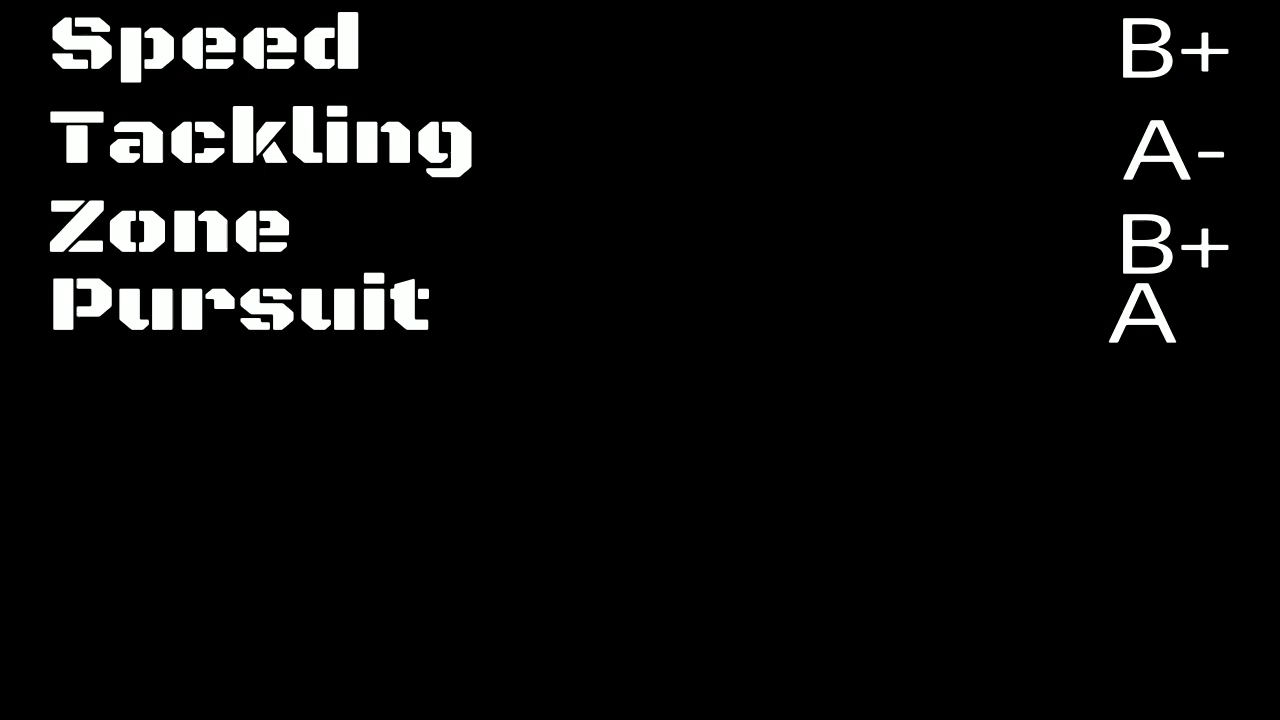 Speed B+
Tackling A-
Zone B+
Pursuit A